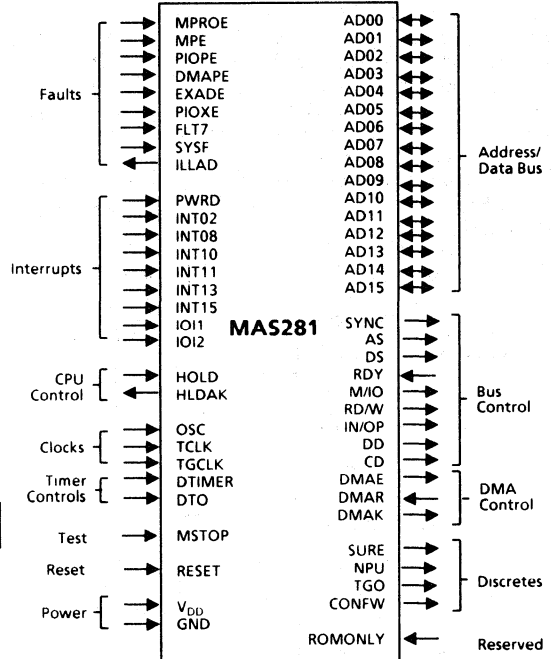 Faults
MPROE
MPE
PIOPE
DMAPE
EXADE
PIOXE
FLT7
SYSF
ILLAD
Interrupts
PWRD
INT02
INT08
INT10
INT11
INT13
INT15
IOI1
IOI2
CPU
Control
HOLD
HLDAK
Clocks
OSC
TCLK
TGCLK
Timer
Controls
DTIMER
DTO
Test
MSTOP
Reset
RESET
Power
VDD
GND
MAS281
AD00
AD01
AD02
AD03
AD04
AD05
AD06
AD07
AD08
AD09
AD10
AD11
AD12
AD13
AD14
AD15
Address/
Data Bus
SYNC
AS
DS
RDY
M/IO
RD/W
IN/OP
DD
CD
Bus
Control
DMAE
DMAR
DMAK
DMA
Control
SURE
NPU
TGO
CONFW
Discretes
ROMONLY
Reserved